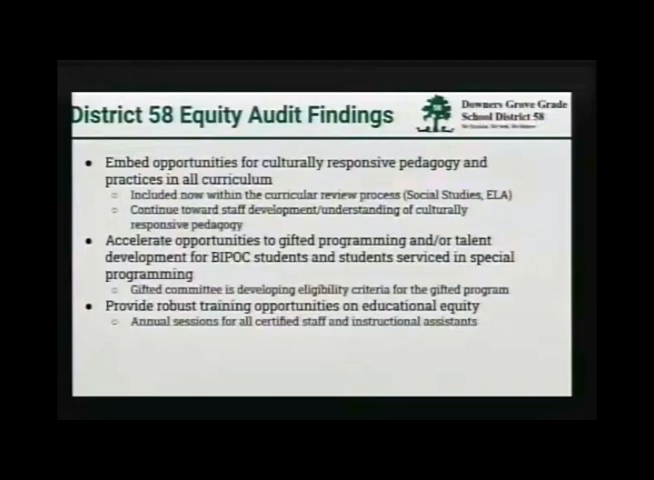 District 58 Equity Audit Findings
Downers Grove Grade
School District 58
● Embed opportunities for culturally responsive pedagogy and
practices in all curriculum
○ Included now within the curricular review process (Social Studies, ELA)
○ Continue toward staff development/understanding of culturally
responsive pedagogy
● Accelerate opportunities to gifted programming and/or talent
development for BIPOC students and students serviced in special
programming
○ Gifted committee is developing eligibility criteria for the gifted program
● Provide robust training opportunities on educational equity
○ Annual sessions for all certified staff and instructional assistants